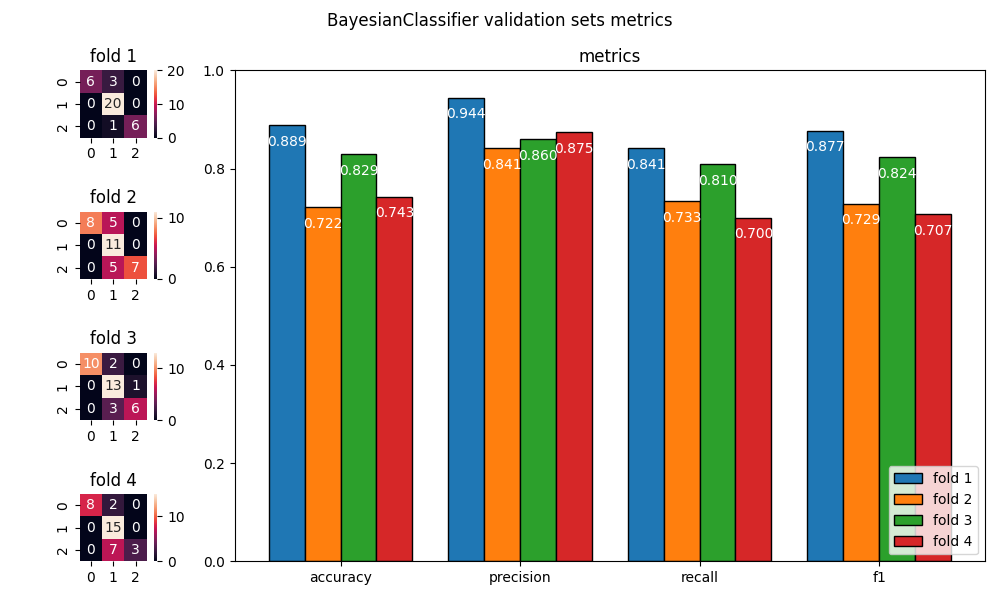 BayesianClassifier validation sets metrics
fold 1
0 6 3 0
1 0 20 0
2 0 1 6
0 1 2
20
10
0
fold 2
0 8 5 0
1 0 11 0
2 0 5 7
0 1 2
10
0
fold 3
0 10 2 0
1 0 13 1
2 0 3 6
0 1 2
10
0
fold 4
0 8 2 0
1 0 15 0
2 0 7 3
0 1 2
10
0
metrics
1.0
0.8
0.6
0.4
0.2
0.0
0.889 0.722 0.829 0.743
0.944 0.841 0.860 0.875
0.841 0.733 0.810 0.700
0.877 0.729 0.824 0.707
accuracy precision recall f1
fold 1
fold 2
fold 3
fold 4